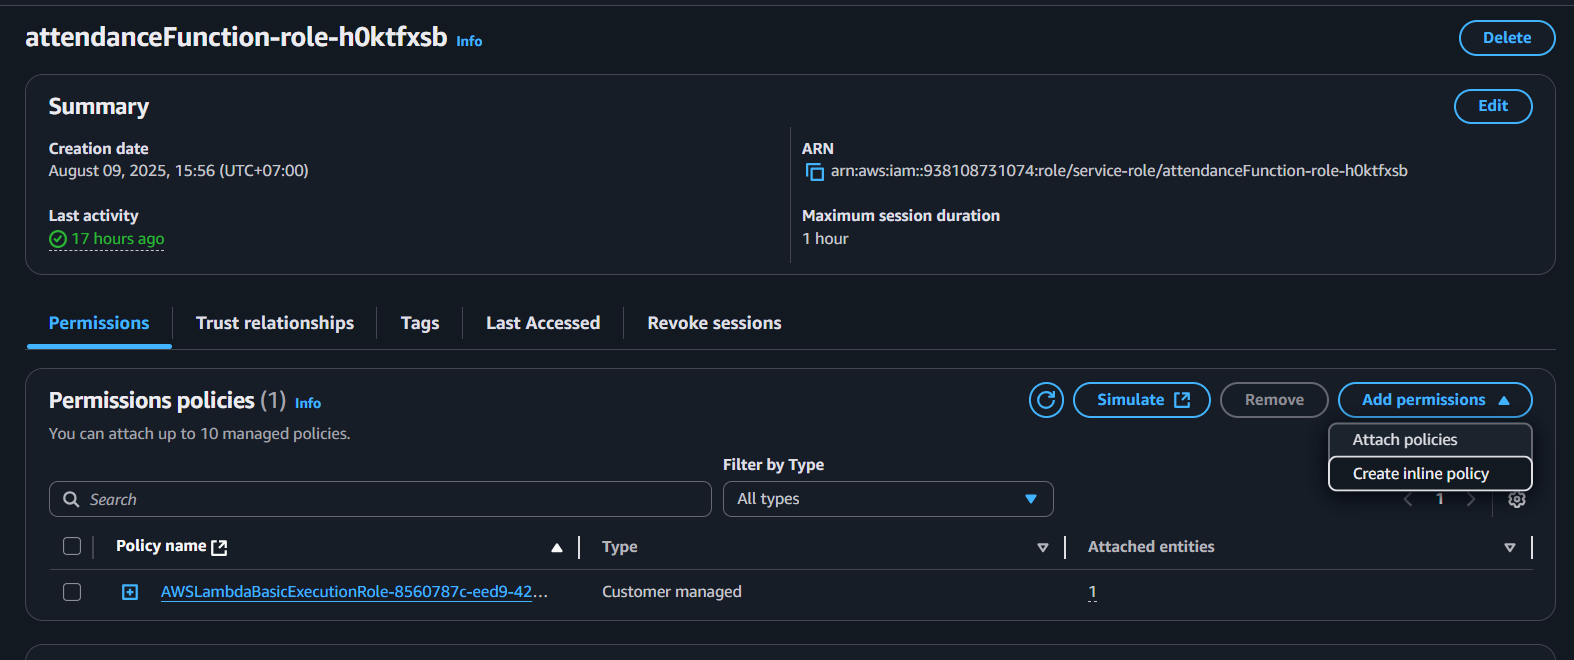 attendanceFunction-role-h0ktfxsb Info
Delete
Summary
Edit
Creation date
August 09, 2025, 15:56 (UTC+07:00)
ARN
arn:aws:iam::938108731074:role/service-role/attendanceFunction-role-h0ktfxsb
Last activity
17 hours ago
Maximum session duration
1 hour
Permissions
Trust relationships
Tags
Last Accessed
Revoke sessions
Permissions policies (1) Info
Simulate
Remove
Add permissions
You can attach up to 10 managed policies.
Attach policies
Create inline policy
Filter by Type
Search
All types
1
Policy name
Type
Attached entities
AWSLambdaBasicExecutionRole-8560787c-eed9-42...
Customer managed
1